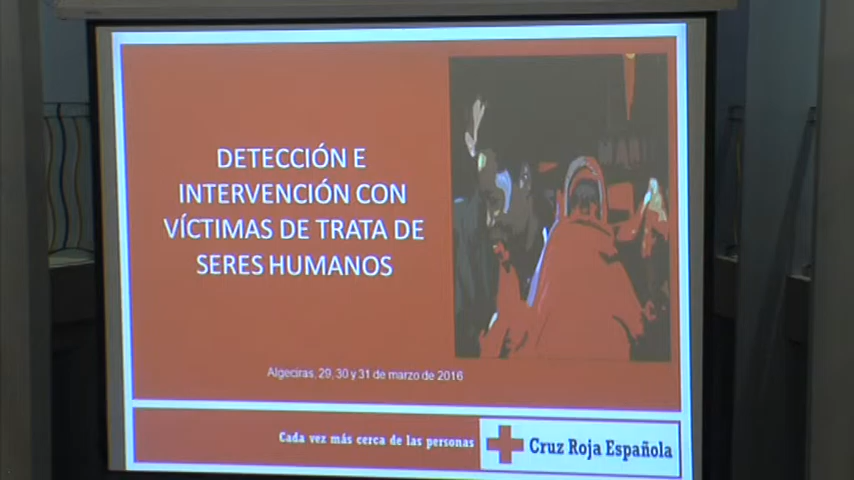 DETECCIÓN E
INTERVENCIÓN CON
VÍCTIMAS DE TRATA DE
SERES HUMANOS
Algeciras, 29, 30 y 31 de marzo de 2016
Cada vez más cerca de las personas
Cruz Roja Española